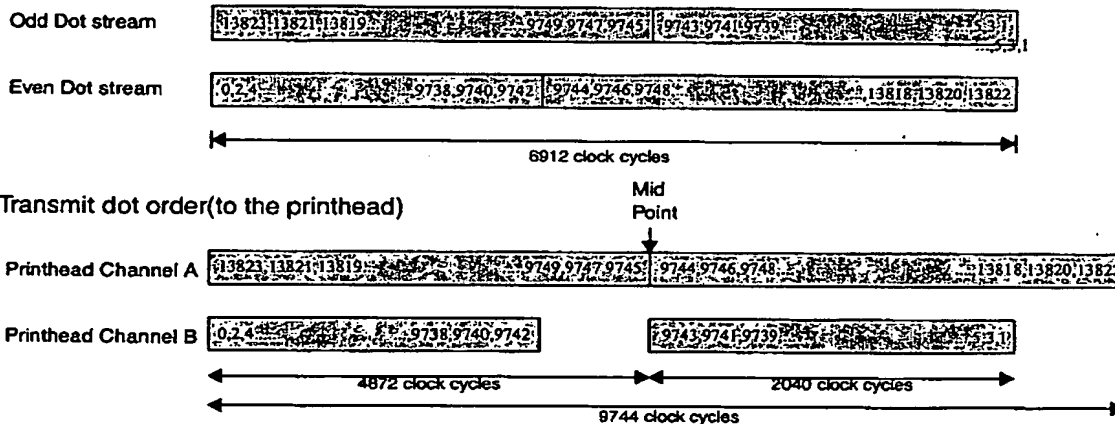 Odd Dot stream 13823, 13821, 13819 9749, 9747, 9745 9743, 9741, 9739 3,1
....5,3,1
Even Dot stream 0,2,4 9738, 9740, 9742 9744, 9746, 9748 13818, 13820, 13822
6912 clock cycles
Transmit dot order(to the printhead)
Mid
Point
Printhead Channel A 13823, 13821, 13819 9749, 9747, 9745 9744, 9746, 9748 13818, 13820, 1382
Printhead Channel B 0,2,4 9738, 9740, 9742 9743, 9741, 9739 7,5,3,1
4872 clock cycles 2040 clock cycles
9744 clock cycles